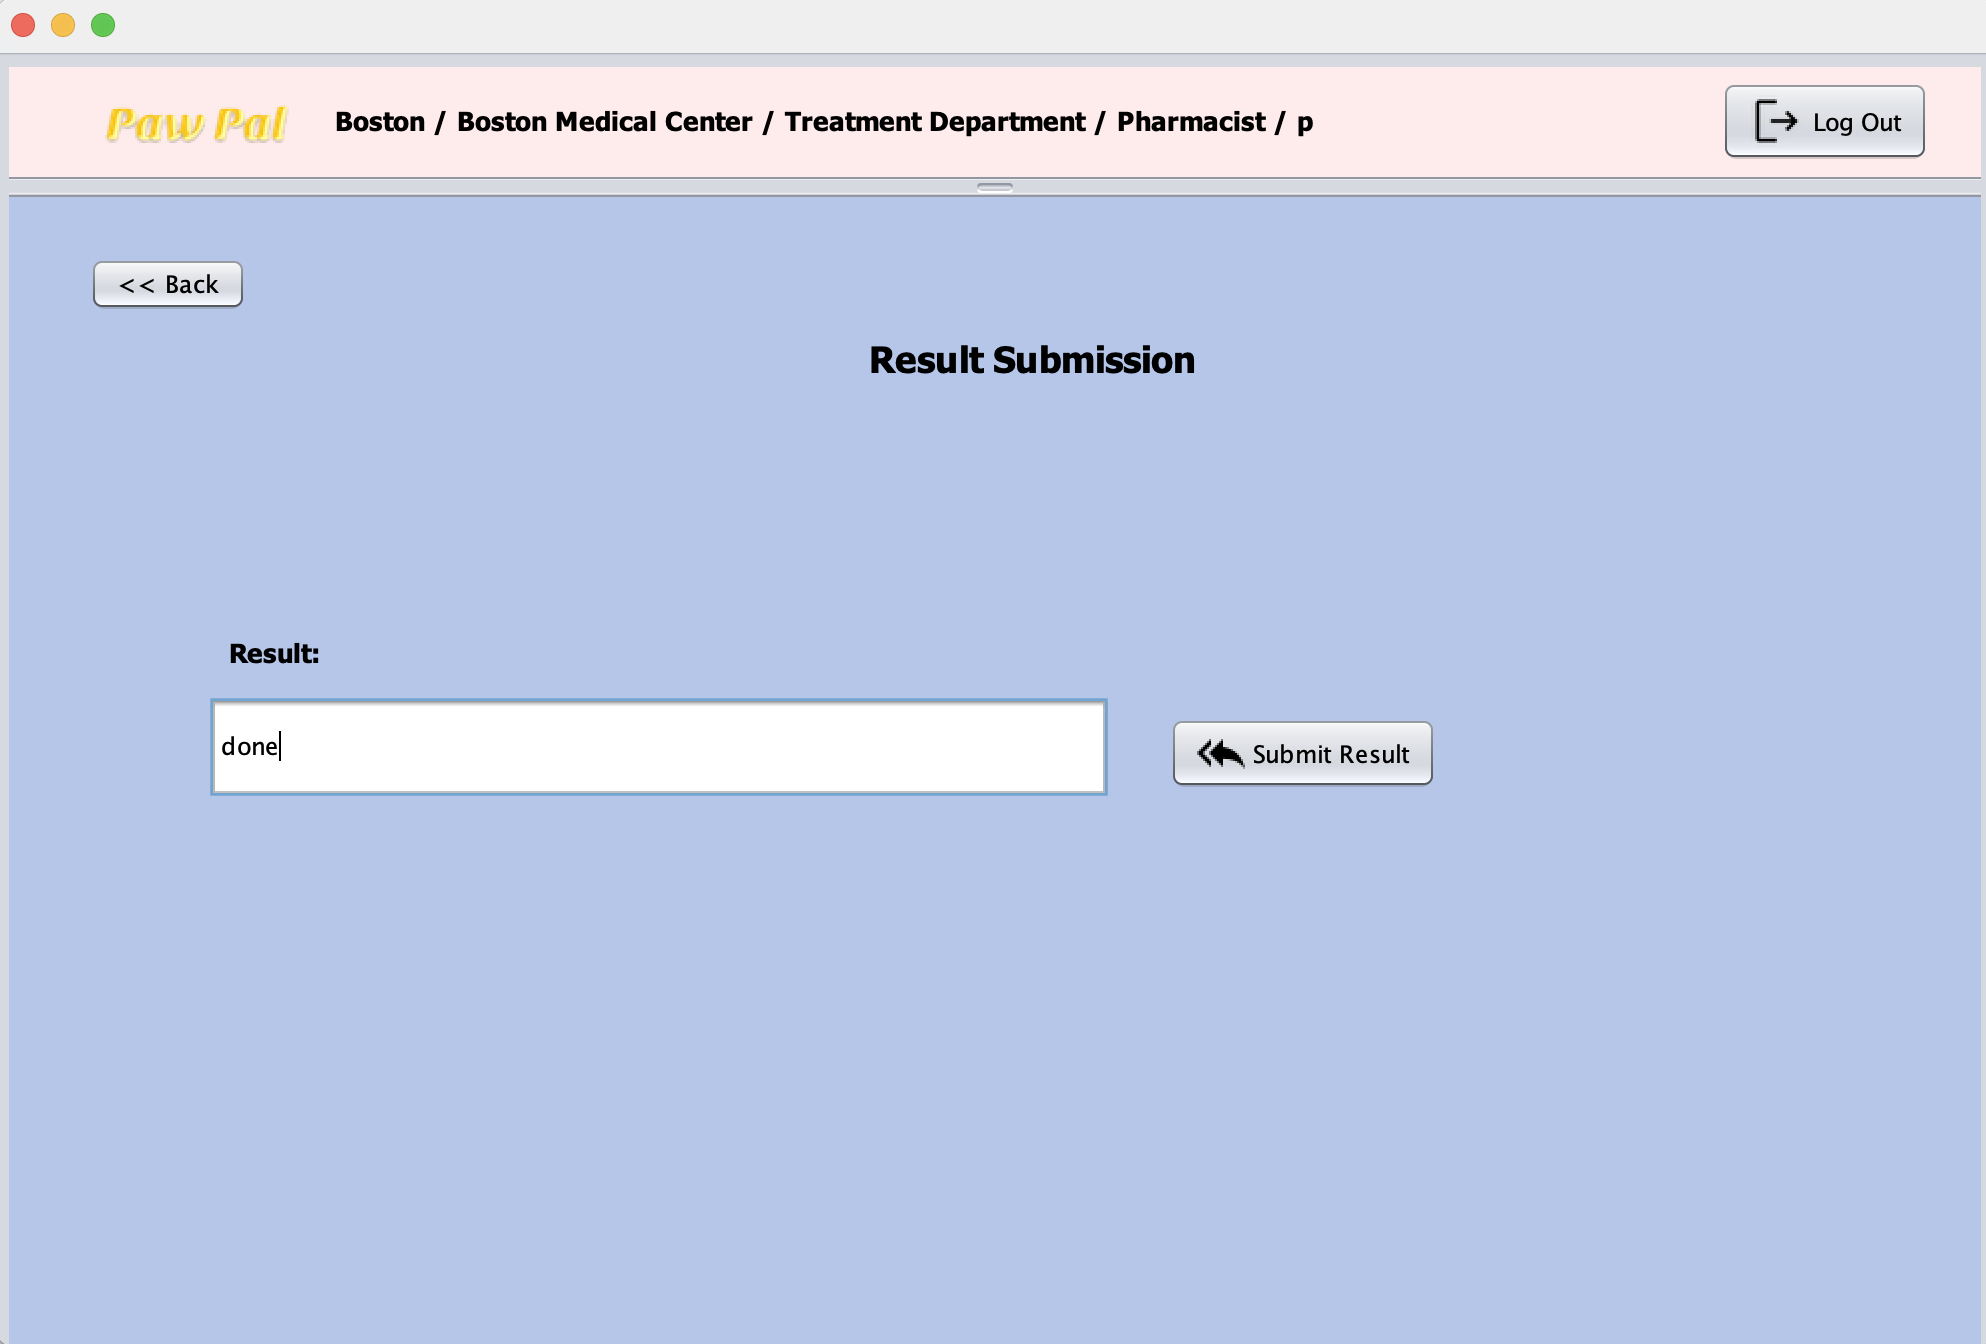 Paw Pal
Boston / Boston Medical Center / Treatment Department / Pharmacist / p
Log Out
<< Back
Result Submission
Result:
done
Submit Result